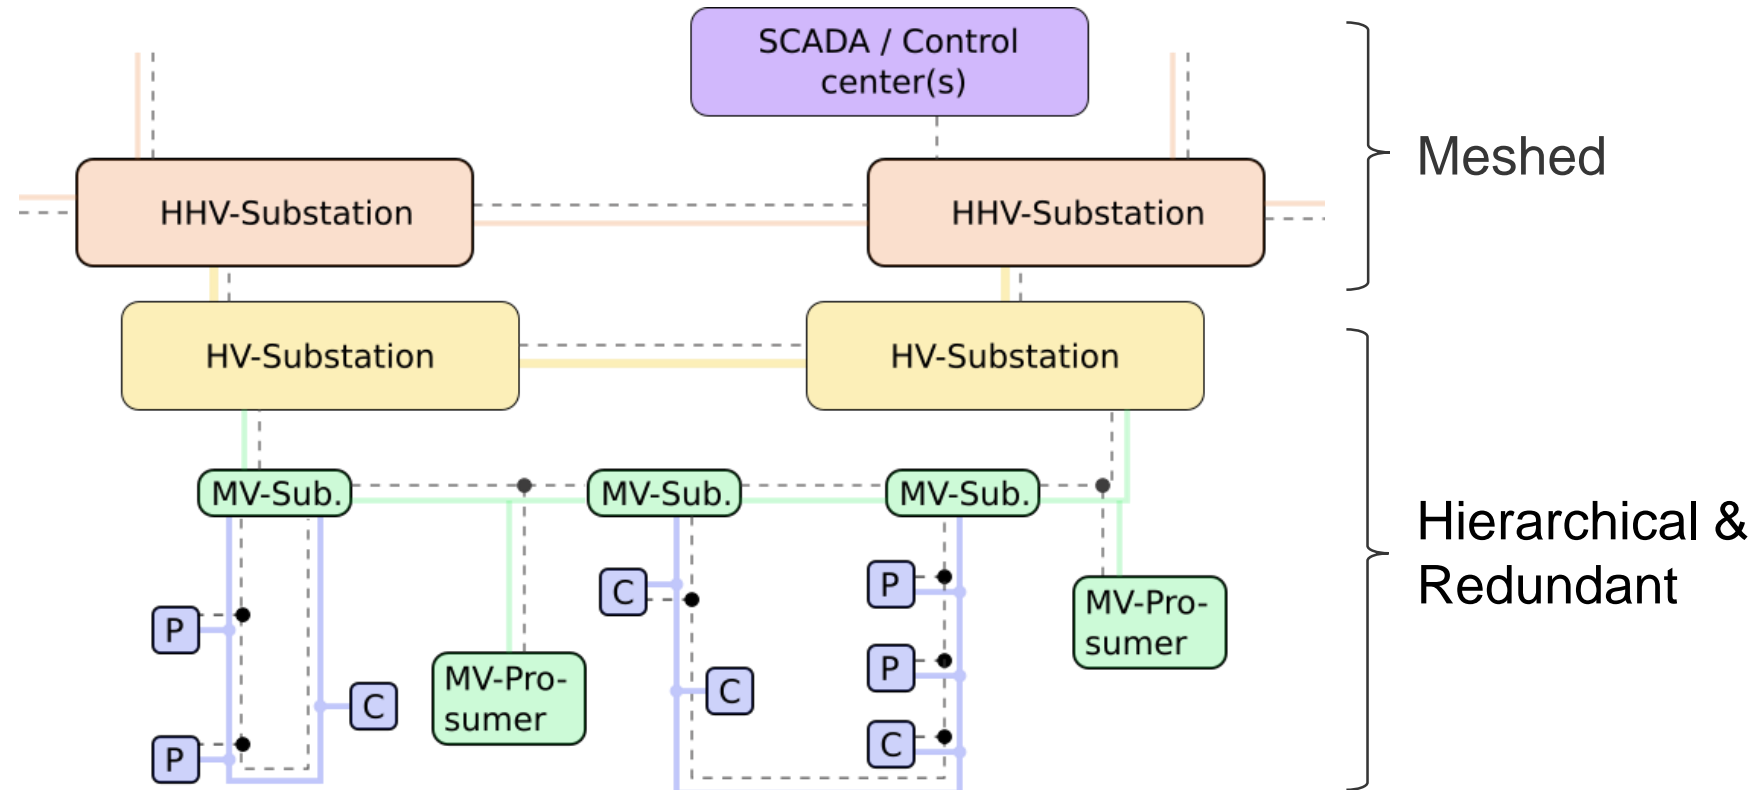 SCADA / Control
center(s)
Meshed
HHV-Substation
HHV-Substation
HV-Substation
HV-Substation
MV-Sub.
MV-Sub.
MV-Sub.
Hierarchical &
Redundant
P
C
P
MV-Pro-
sumer
P
C
MV-Pro-
sumer
P
C
C
P